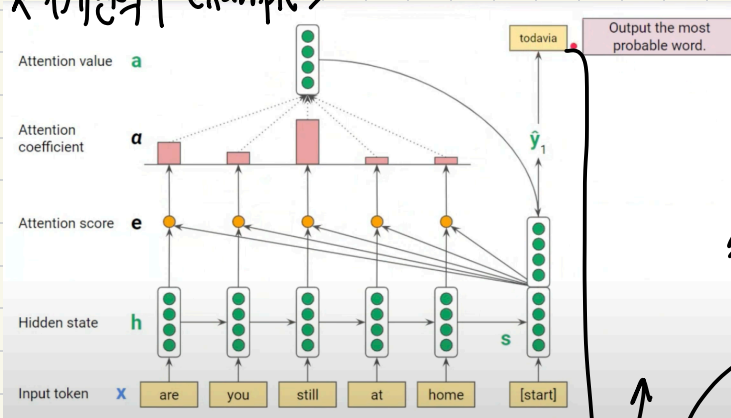 example>
todavia
Output the most
probable word.
Attention value a
Attention
coefficient α
ŷ1
Attention score e
Hidden state h
s
Input token x are you still at home [start]